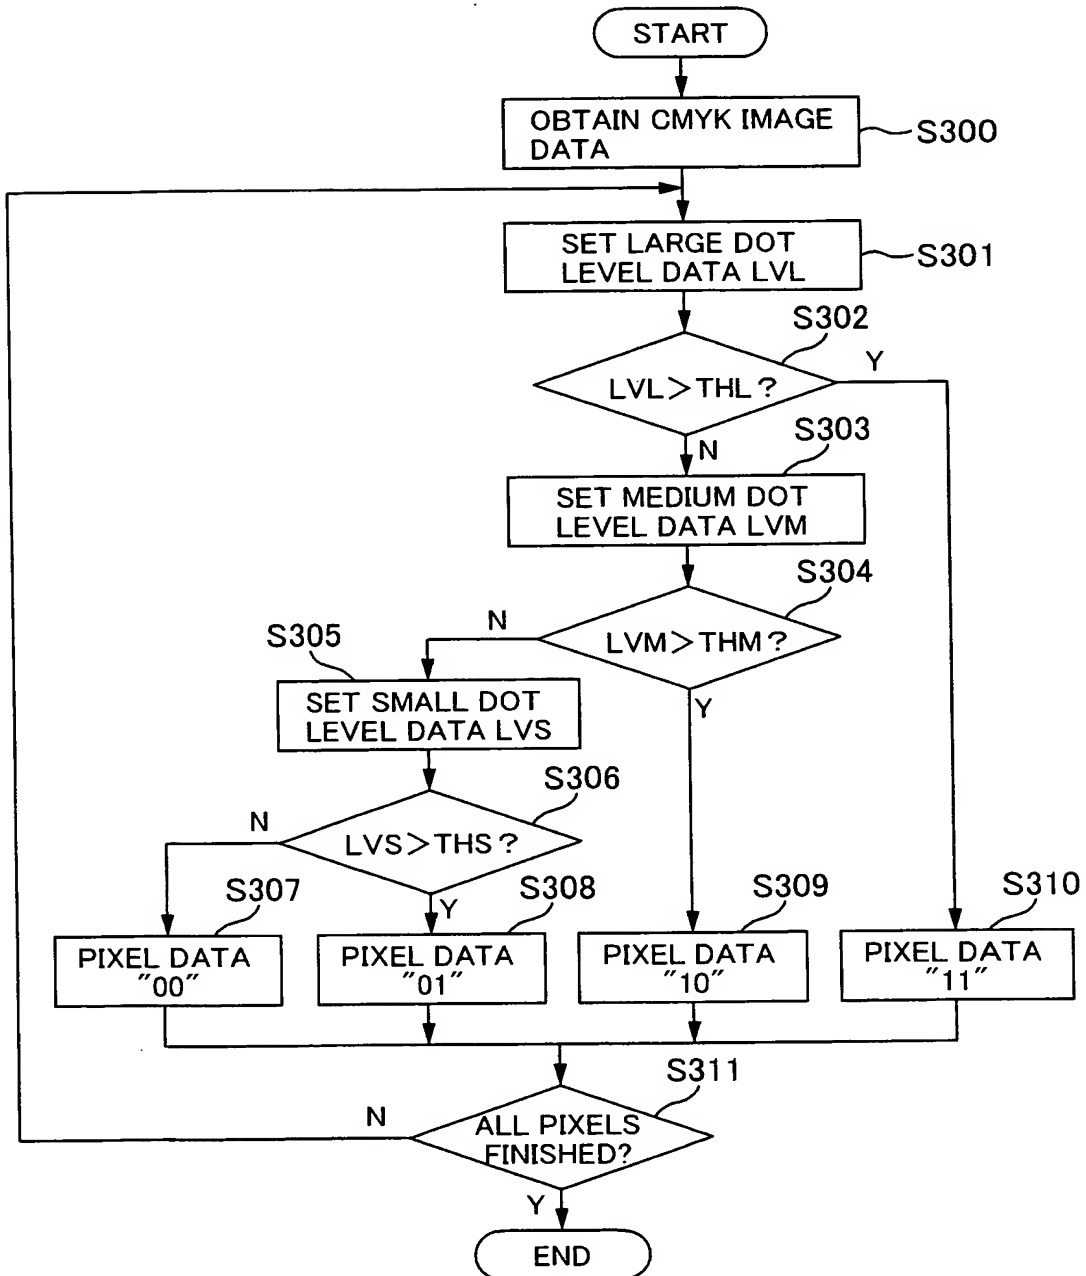 START
OBTAIN CMYK IMAGE
DATA
S300
SET LARGE DOT
LEVEL DATA LVL
S301
S302
LVL>THL?
Y
N
S303
SET MEDIUM DOT
LEVEL DATA LVM
S304
LVM>THM?
N
Y
S305
SET SMALL DOT
LEVEL DATA LVS
S306
LVS>THS?
N
Y
S307
PIXEL DATA
"00"
S308
PIXEL DATA
"01"
S309
PIXEL DATA
"10"
S310
PIXEL DATA
"11"
S311
ALL PIXELS
FINISHED?
N
Y
END